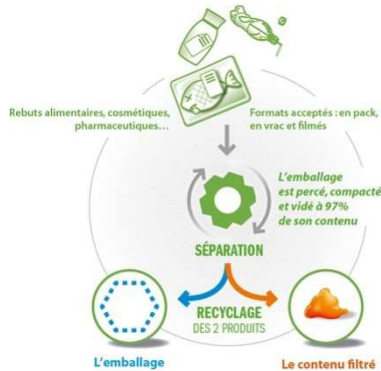 Rebuts alimentaires, cosmétiques,
pharmaceutiques...
Formats acceptés : en pack,
en vrac et filmés
L'emballage
est percé, compacté
et vidé à 97%
de son contenu
SÉPARATION
RECYCLAGE
DES 2 PRODUITS
L'emballage
Le contenu filtré